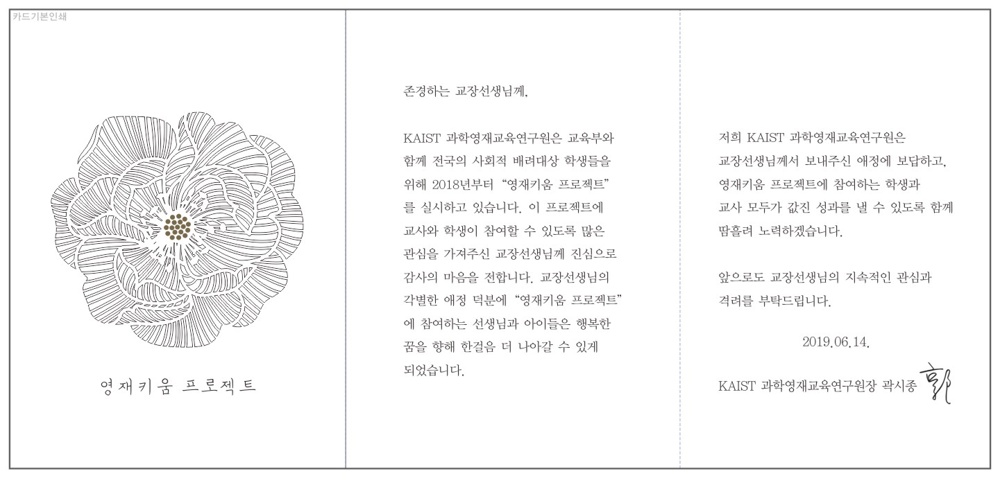 카드기본인쇄
영재키움 프로젝트
존경하는 교장선생님께,
KAIST 과학영재교육연구원은 교육부와
함께 전국의 사회적 배려대상 학생들을
위해 2018년부터 “영재키움 프로젝트”
를 실시하고 있습니다. 이 프로젝트에
교사와 학생이 참여할 수 있도록 많은
관심을 가져주신 교장선생님께 진심으로
감사의 마음을 전합니다. 교장선생님의
각별한 애정 덕분에 “영재키움 프로젝트”
에 참여하는 선생님과 아이들은 행복한
꿈을 향해 한걸음 더 나아갈 수 있게
되었습니다.
저희 KAIST 과학영재교육연구원은
교장선생님께서 보내주신 애정에 보답하고,
영재키움 프로젝트에 참여하는 학생과
교사 모두가 값진 성과를 낼 수 있도록 함께
땀흘려 노력하겠습니다.
앞으로도 교장선생님의 지속적인 관심과
격려를 부탁드립니다.
2019.06.14.
KAIST 과학영재교육연구원장 곽시종 郭